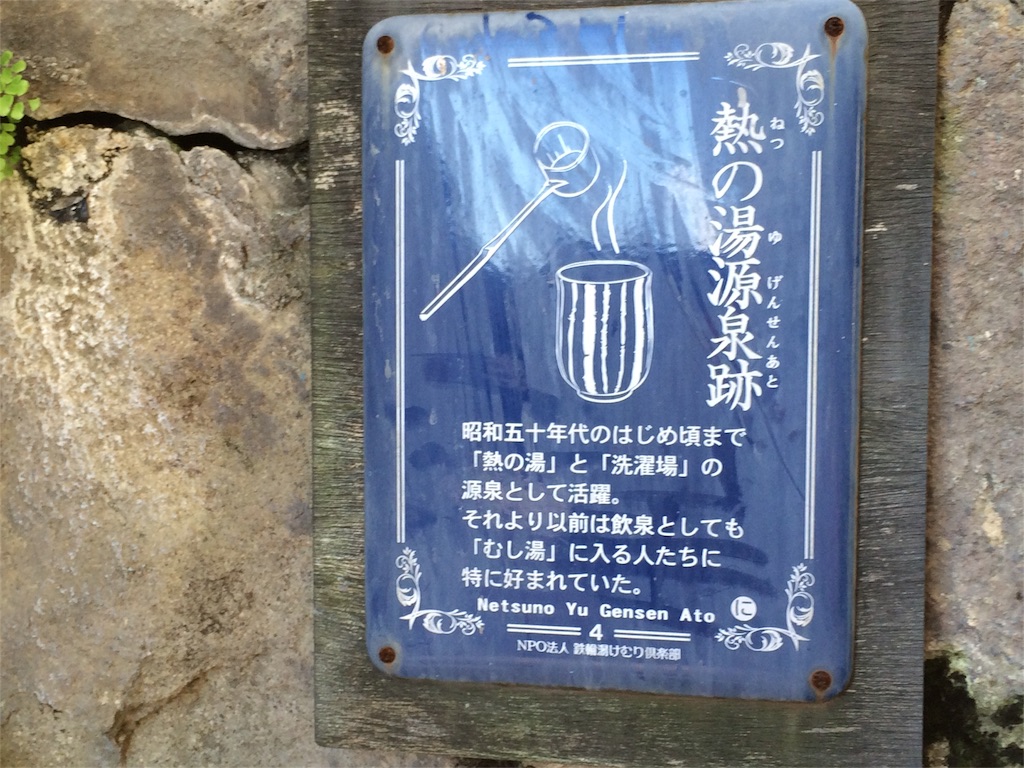 熱の湯源泉跡
ねつ ゆ げんせんあと
昭和五十年代のはじめ頃まで
「熱の湯」と「洗濯場」の
源泉として活躍。
それより以前は飲泉としても
「むし湯」に入る人たちに
特に好まれていた。
Netsuno Yu Gensen Ato
に
4
NPO法人 鉄輪湯けむり倶楽部